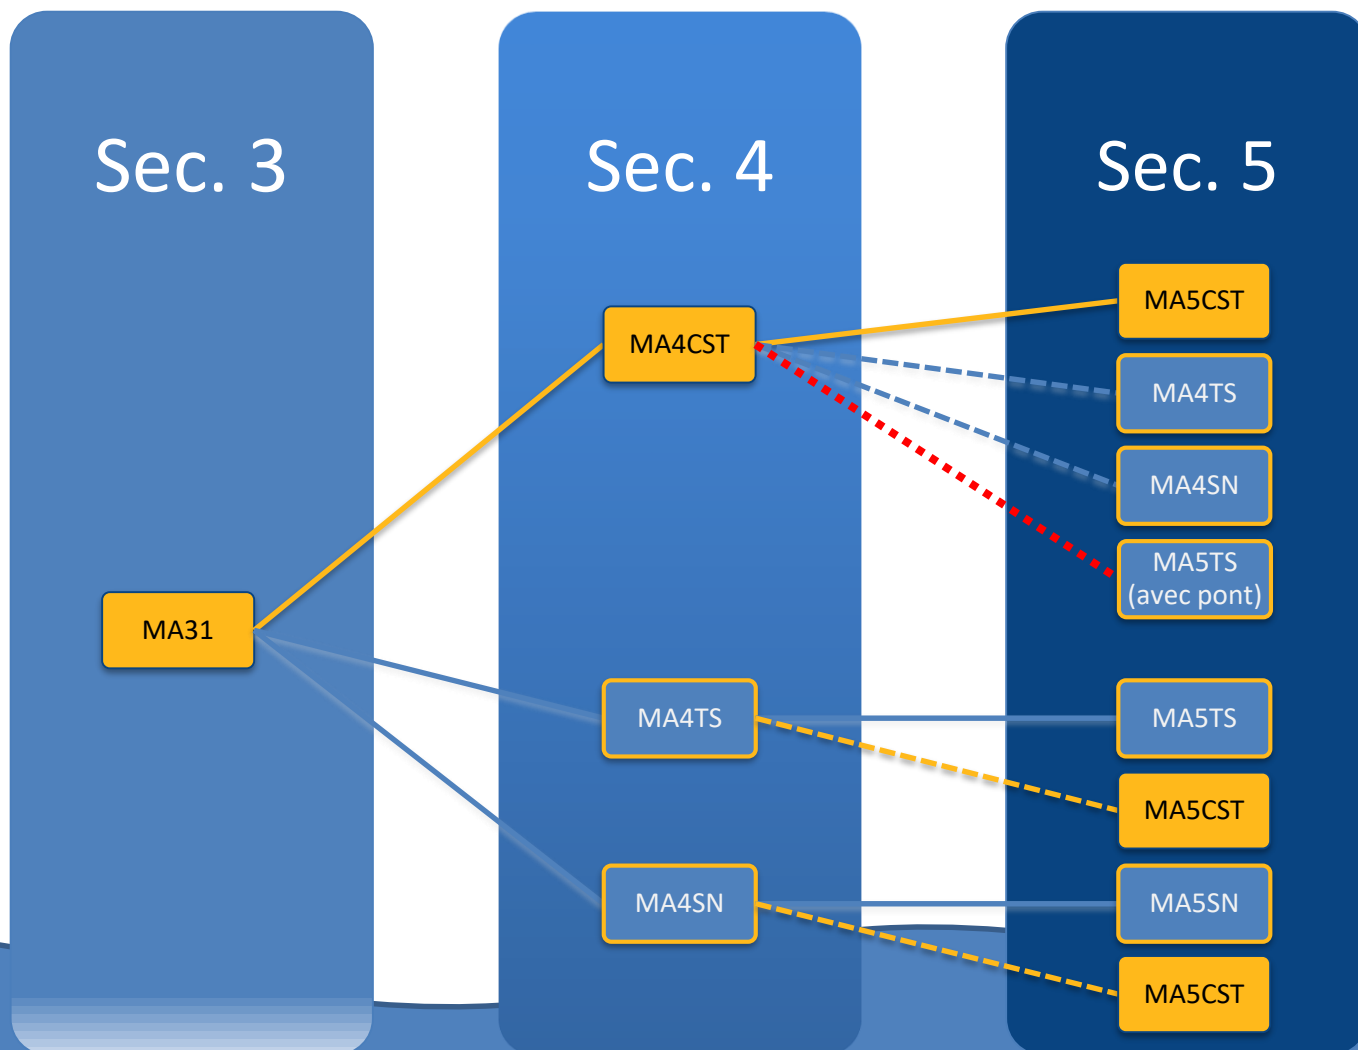 Sec. 3
Sec. 4
Sec. 5
MA31
MA4CST
MA4TS
MA4SN
MA5CST
MA4TS
MA4SN
MA5TS
(avec pont)
MA5TS
MA5CST
MA5SN
MA5CST